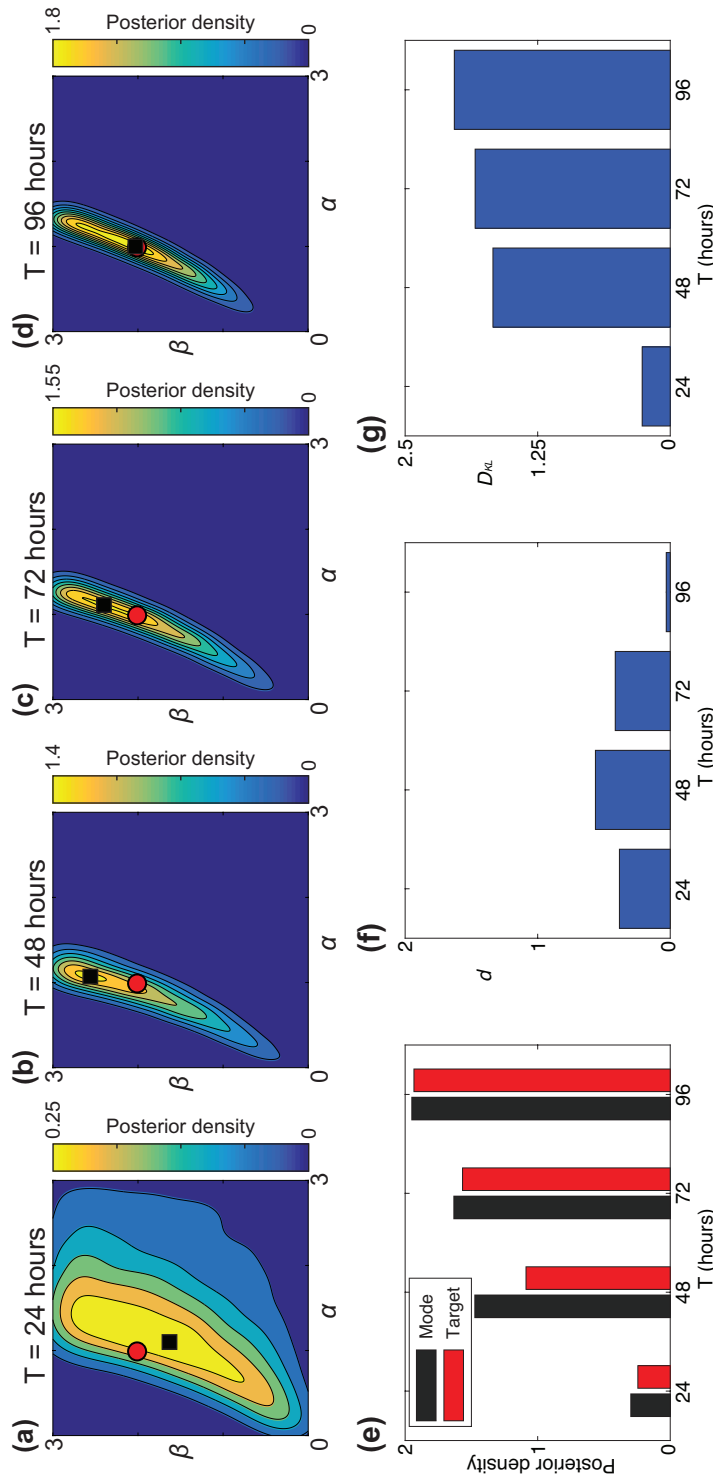 (a)
T = 24 hours
3
β
0
α
3
0.25
Posterior density
0
(b)
T = 48 hours
3
β
0
α
3
1.4
Posterior density
0
(c)
T = 72 hours
3
β
0
α
3
1.55
Posterior density
0
(d)
T = 96 hours
3
β
0
α
3
1.8
Posterior density
0
(e)
2
1
0
Posterior density
Mode
Target
24
48
72
96
T (hours)
(f)
2
1
0
d
24
48
72
96
T (hours)
(g)
2.5
1.25
0
DKL
24
48
72
96
T (hours)